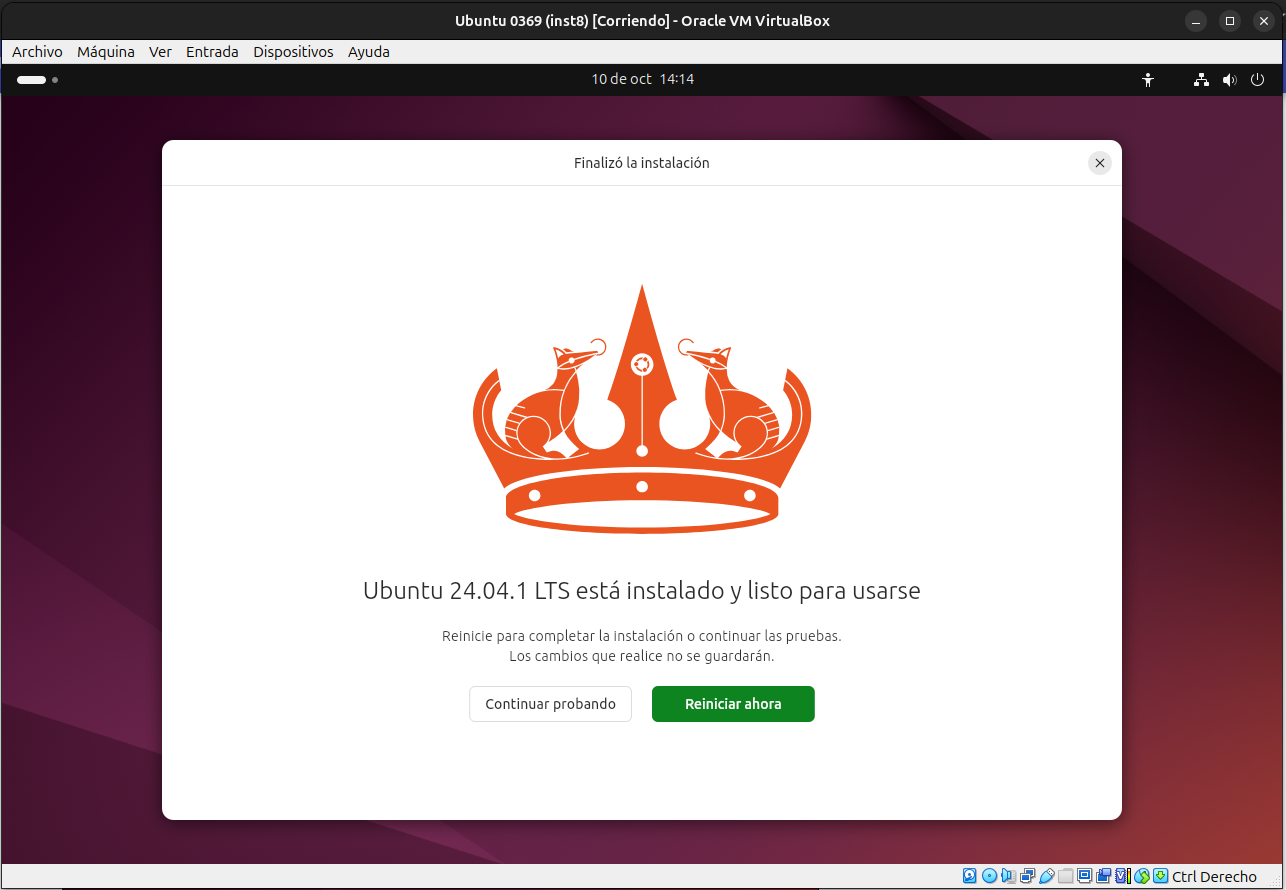 Ubuntu 0369 (inst8) [Corriendo] - Oracle VM VirtualBox
Archivo Máquina Ver Entrada Dispositivos Ayuda
10 de oct 14:14
Finalizó la instalación
Ubuntu 24.04.1 LTS está instalado y listo para usarse
Reinicie para completar la instalación o continuar las pruebas.
Los cambios que realice no se guardarán.
Continuar probando
Reiniciar ahora
Ctrl Derecho